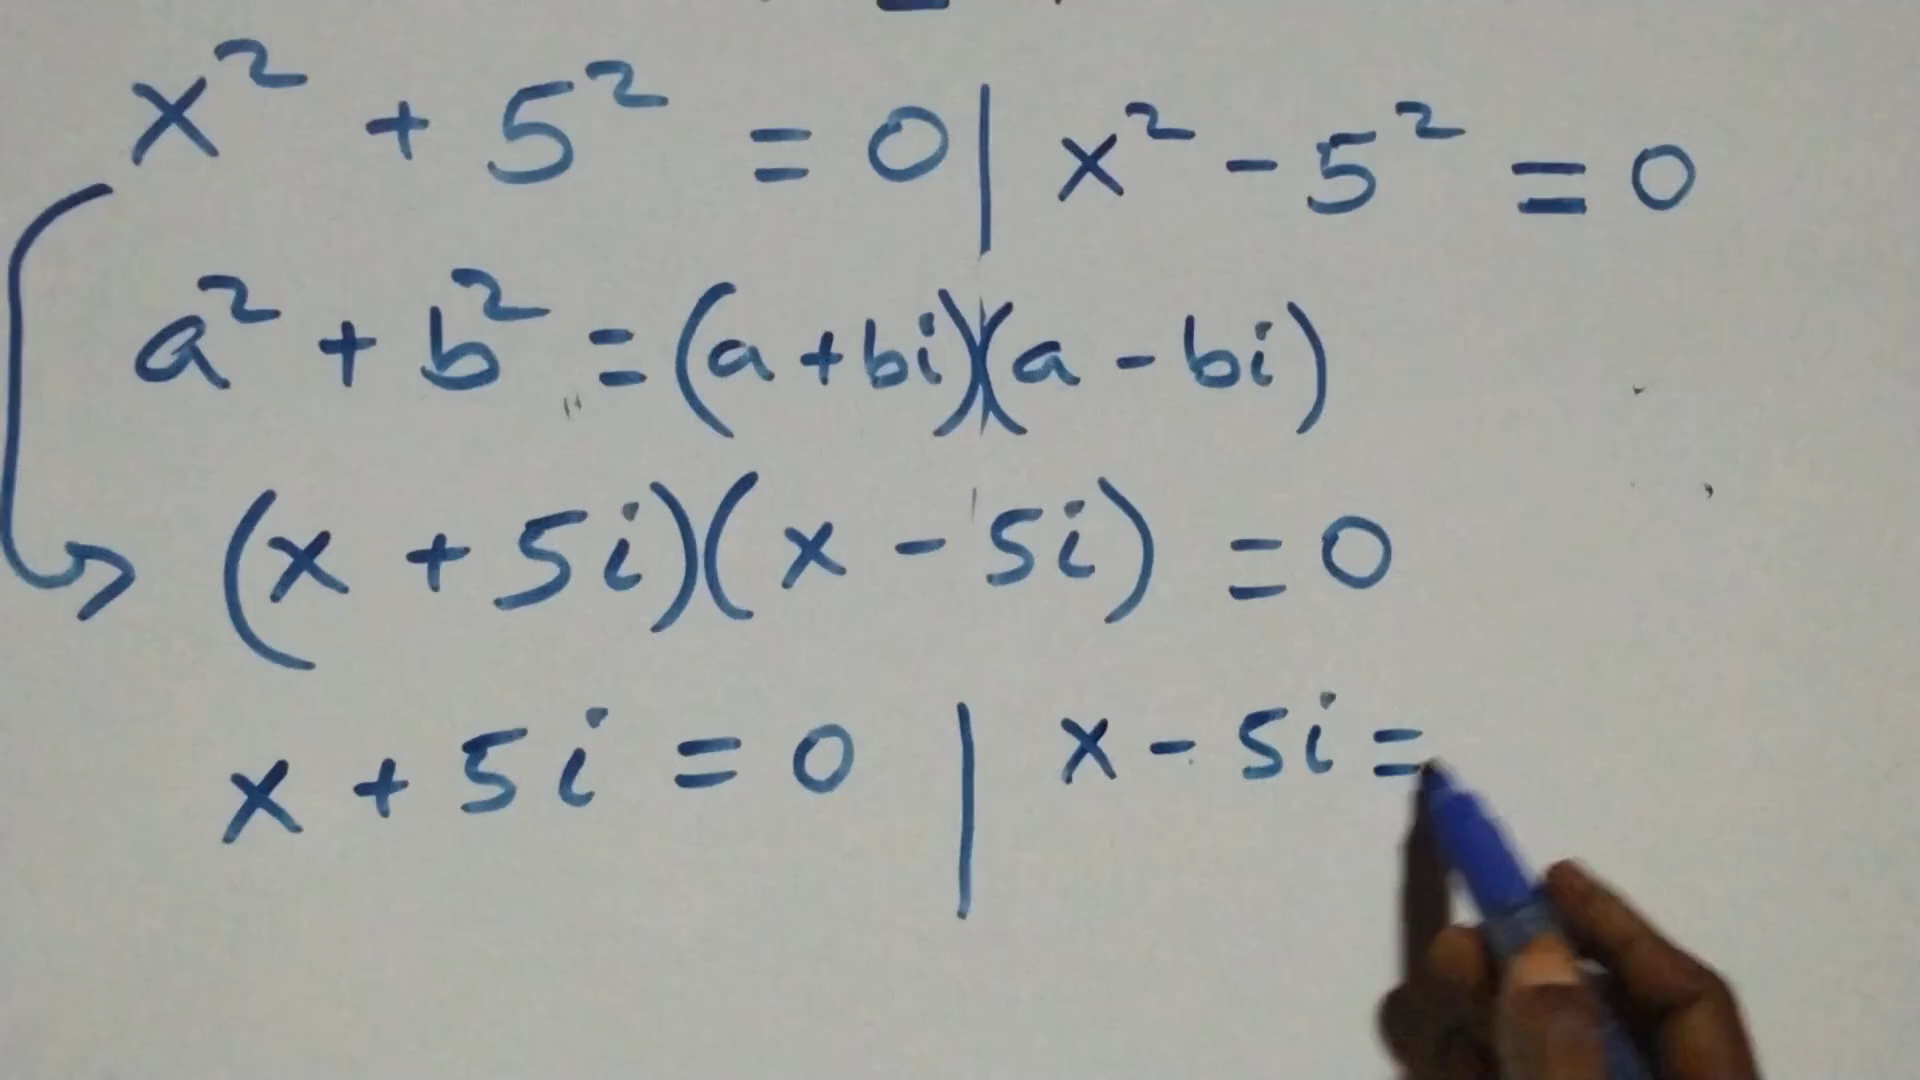 x² + 5² = 0 | x² - 5² = 0
a² + b² = (a + bi)(a - bi)
(x + 5i)(x - 5i) = 0
x + 5i = 0 | x - 5i =